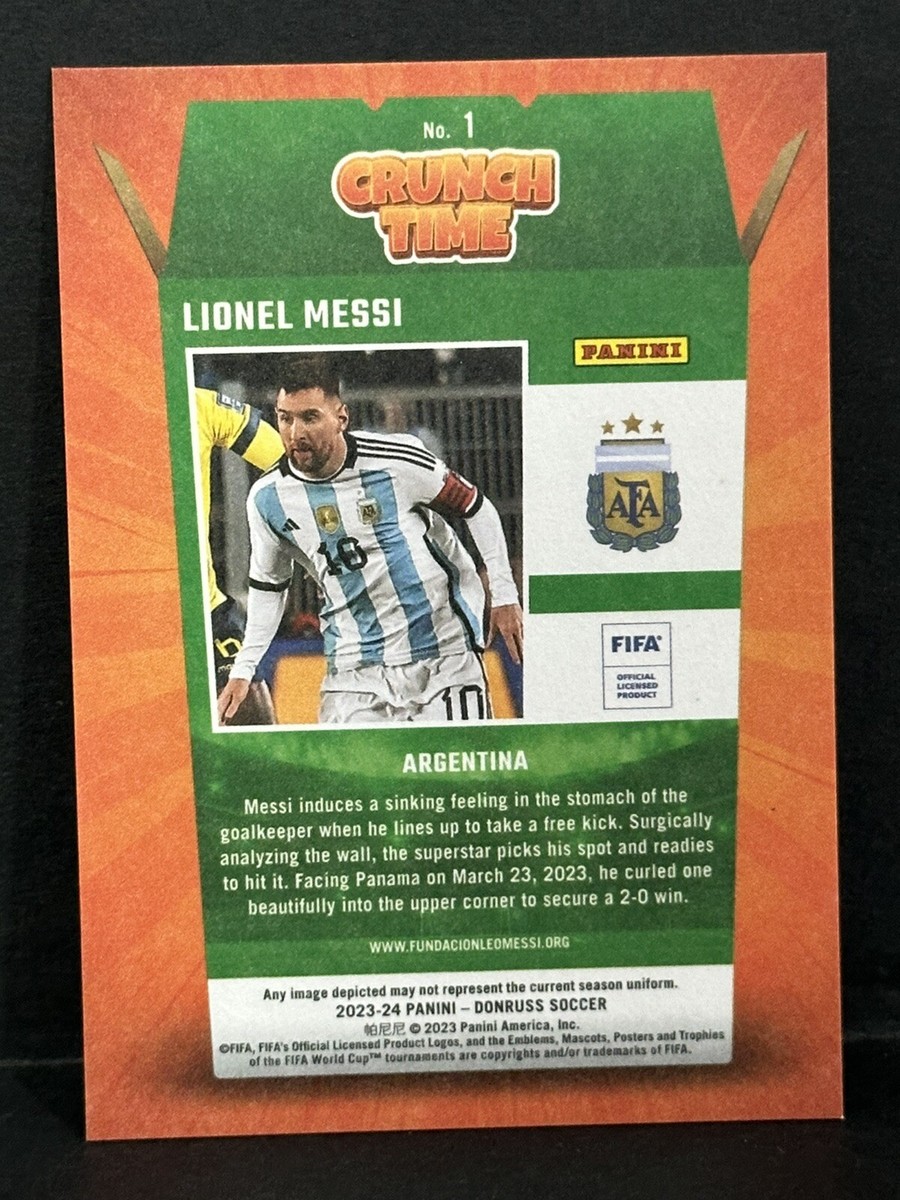 No. 1
CRUNCH
TIME
LIONEL MESSI
PANINI
AFA
10
AFA
10
FIFA®
OFFICIAL
LICENSED
PRODUCT
ARGENTINA
Messi induces a sinking feeling in the stomach of the
goalkeeper when he lines up to take a free kick. Surgically
analyzing the wall, the superstar picks his spot and readies
to hit it. Facing Panama on March 23, 2023, he curled one
beautifully into the upper corner to secure a 2-0 win.
WWW.FUNDACIONLEOMESSI.ORG
Any image depicted may not represent the current season uniform.
2023-24 PANINI – DONRUSS SOCCER
帕尼尼 © 2023 Panini America, Inc.
©FIFA, FIFA's Official Licensed Product Logos, and the Emblems, Mascots, Posters and Trophies
of the FIFA World Cup™ tournaments are copyrights and/or trademarks of FIFA.